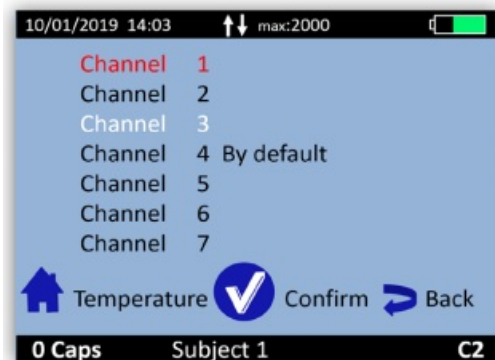 10/01/2019 14:03 max:2000
Channel 1
Channel 2
Channel 3
Channel 4 By default
Channel 5
Channel 6
Channel 7
Temperature Confirm Back
0 Caps Subject 1 C2